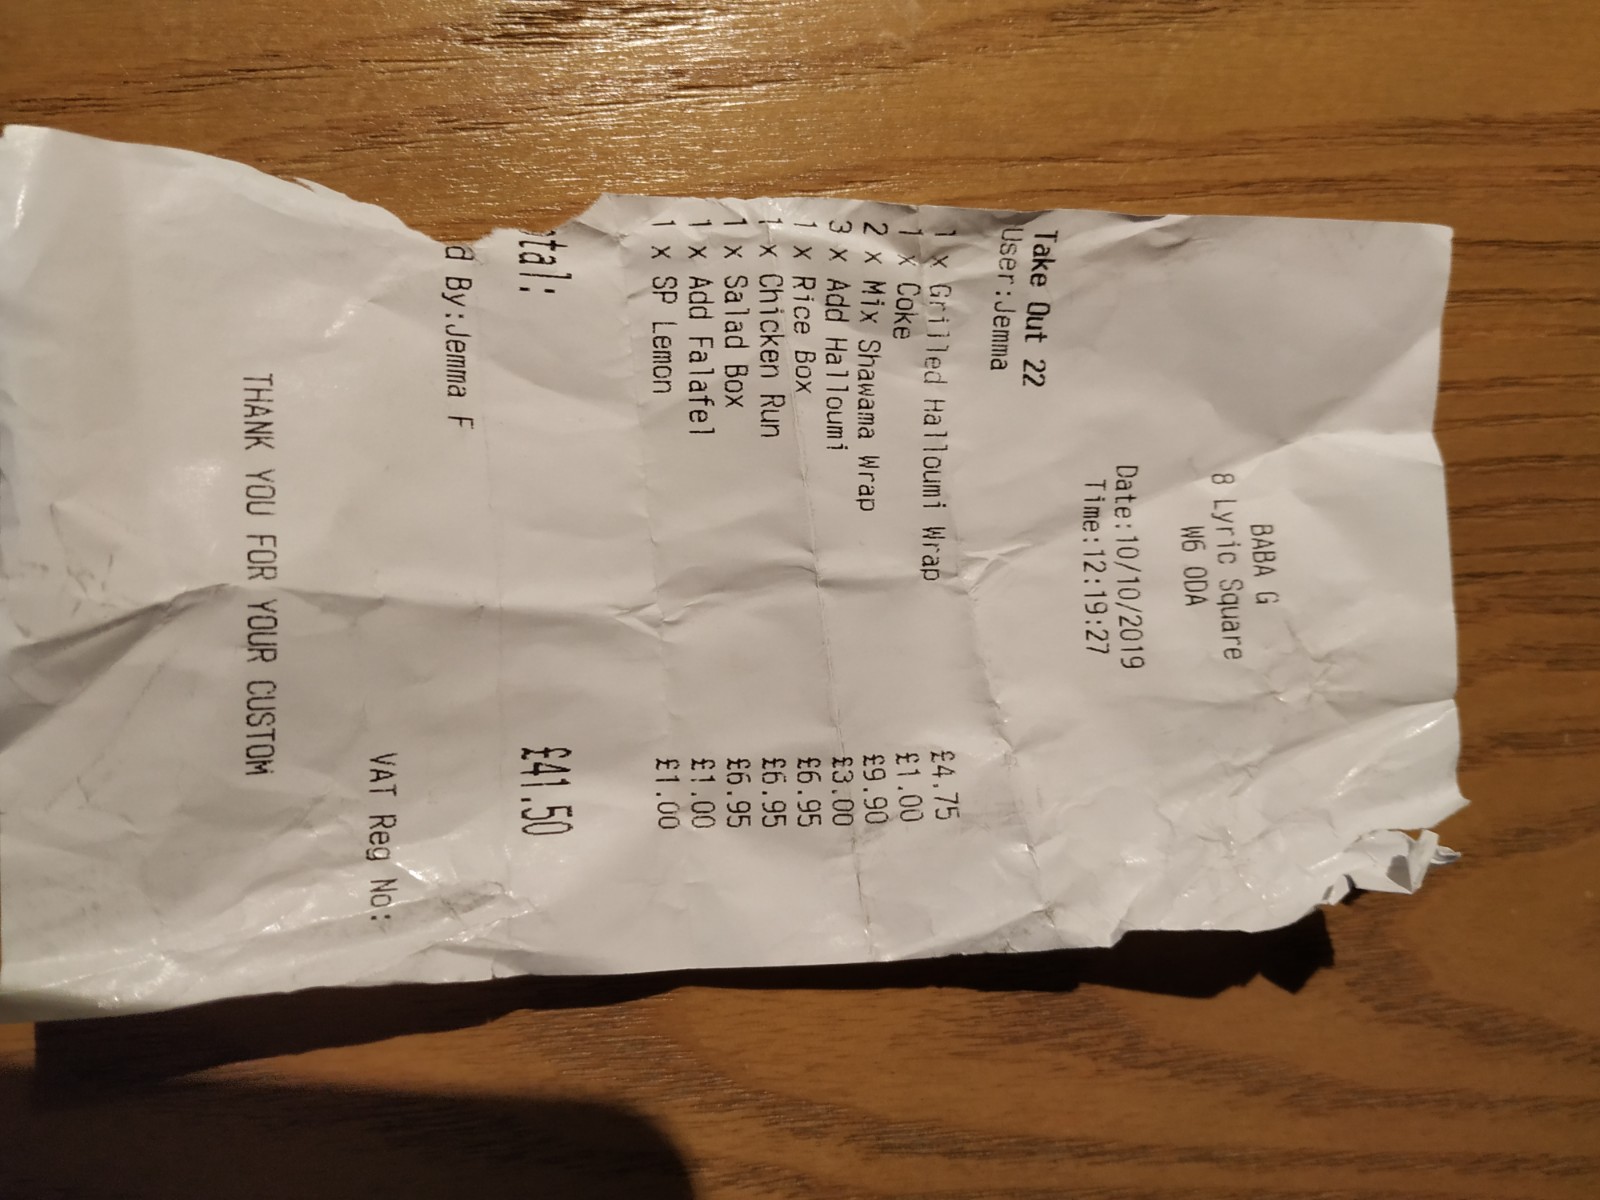 BABA G
8 Lyric Square
W6 0DA
Date:10/10/2019
Time:12:19:27
Take Out 22
User:Jemma
1 x Grilled Halloumi Wrap £4.75
1 x Coke £1.00
2 x Mix Shawama Wrap £9.90
3 x Add Halloumi £3.00
1 x Rice Box £6.95
1 x Chicken Run £6.95
1 x Salad Box £6.95
1 x Add Falafel £1.00
1 x SP Lemon £1.00
tal: £41.50
d By:Jemma F
VAT Reg No:
THANK YOU FOR YOUR CUSTOM